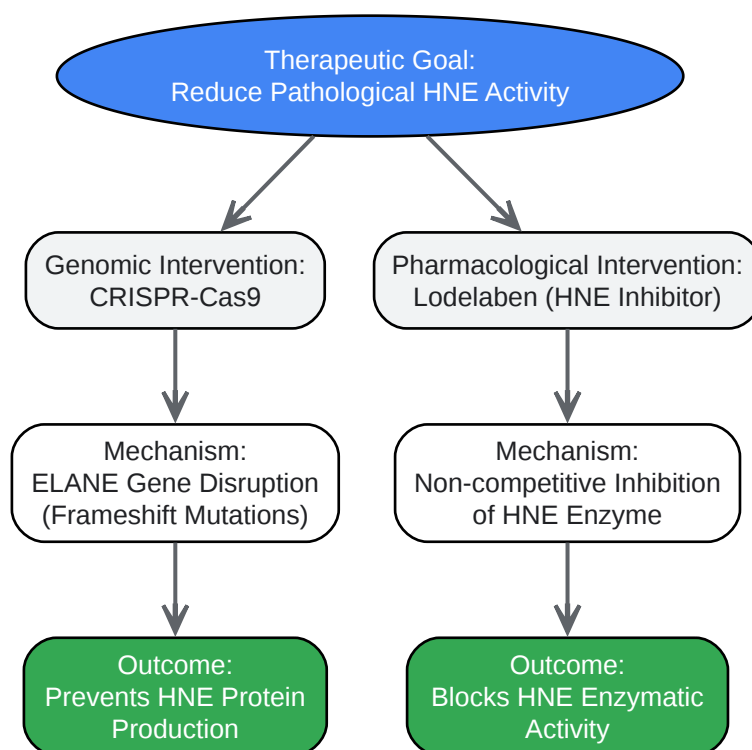 Therapeutic Goal:
Reduce Pathological HNE Activity
Genomic Intervention:
CRISPR-Cas9
Pharmacological Intervention:
Lodelaben (HNE Inhibitor)
Mechanism:
ELANE Gene Disruption
(Frameshift Mutations)
Mechanism:
Non-competitive Inhibition
of HNE Enzyme
Outcome:
Prevents HNE Protein
Production
Outcome:
Blocks HNE Enzymatic
Activity